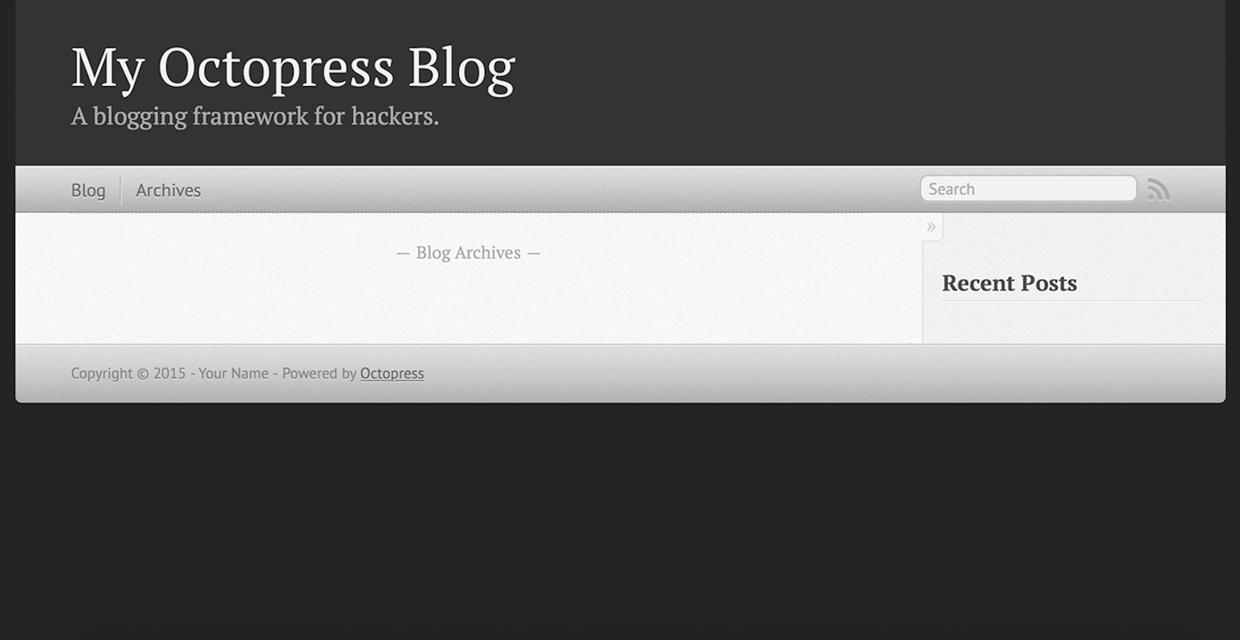 My Octopress Blog
A blogging framework for hackers.
Blog Archives Search
»
— Blog Archives —
Recent Posts
Copyright © 2015 - Your Name - Powered by Octopress